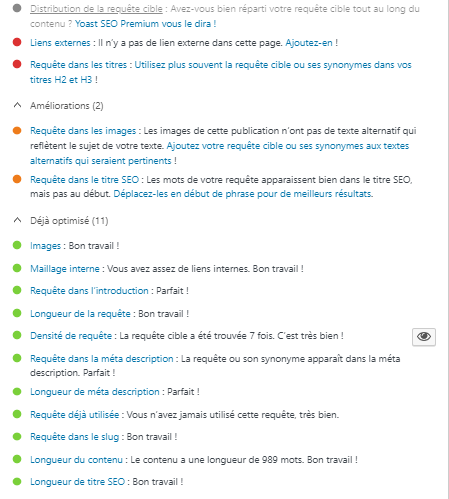 Distribution de la requête cible : Avez-vous bien réparti votre requête cible tout au long du
contenu ? Yoast SEO Premium vous le dira !
Liens externes : Il n'y a pas de lien externe dans cette page. Ajoutez-en !
Requête dans les titres : Utilisez plus souvent la requête cible ou ses synonymes dans vos
titres H2 et H3 !
Améliorations (2)
Requête dans les images : Les images de cette publication n'ont pas de texte alternatif qui
reflètent le sujet de votre texte. Ajoutez votre requête cible ou ses synonymes aux textes
alternatifs qui seraient pertinents !
Requête dans le titre SEO : Les mots de votre requête apparaissent bien dans le titre SEO,
mais pas au début. Déplacez-les en début de phrase pour de meilleurs résultats.
Déjà optimisé (11)
Images : Bon travail !
Maillage interne : Vous avez assez de liens internes. Bon travail !
Requête dans l'introduction : Parfait !
Longueur de la requête : Bon travail !
Densité de requête : La requête cible a été trouvée 7 fois. C'est très bien !
Requête dans la méta description : La requête ou son synonyme apparaît dans la méta
description. Parfait !
Longueur de méta description : Parfait !
Requête déjà utilisée : Vous n'avez jamais utilisé cette requête, très bien.
Requête dans le slug : Bon travail !
Longueur du contenu : Le contenu a une longueur de 989 mots. Bon travail !
Longueur de titre SEO : Bon travail !